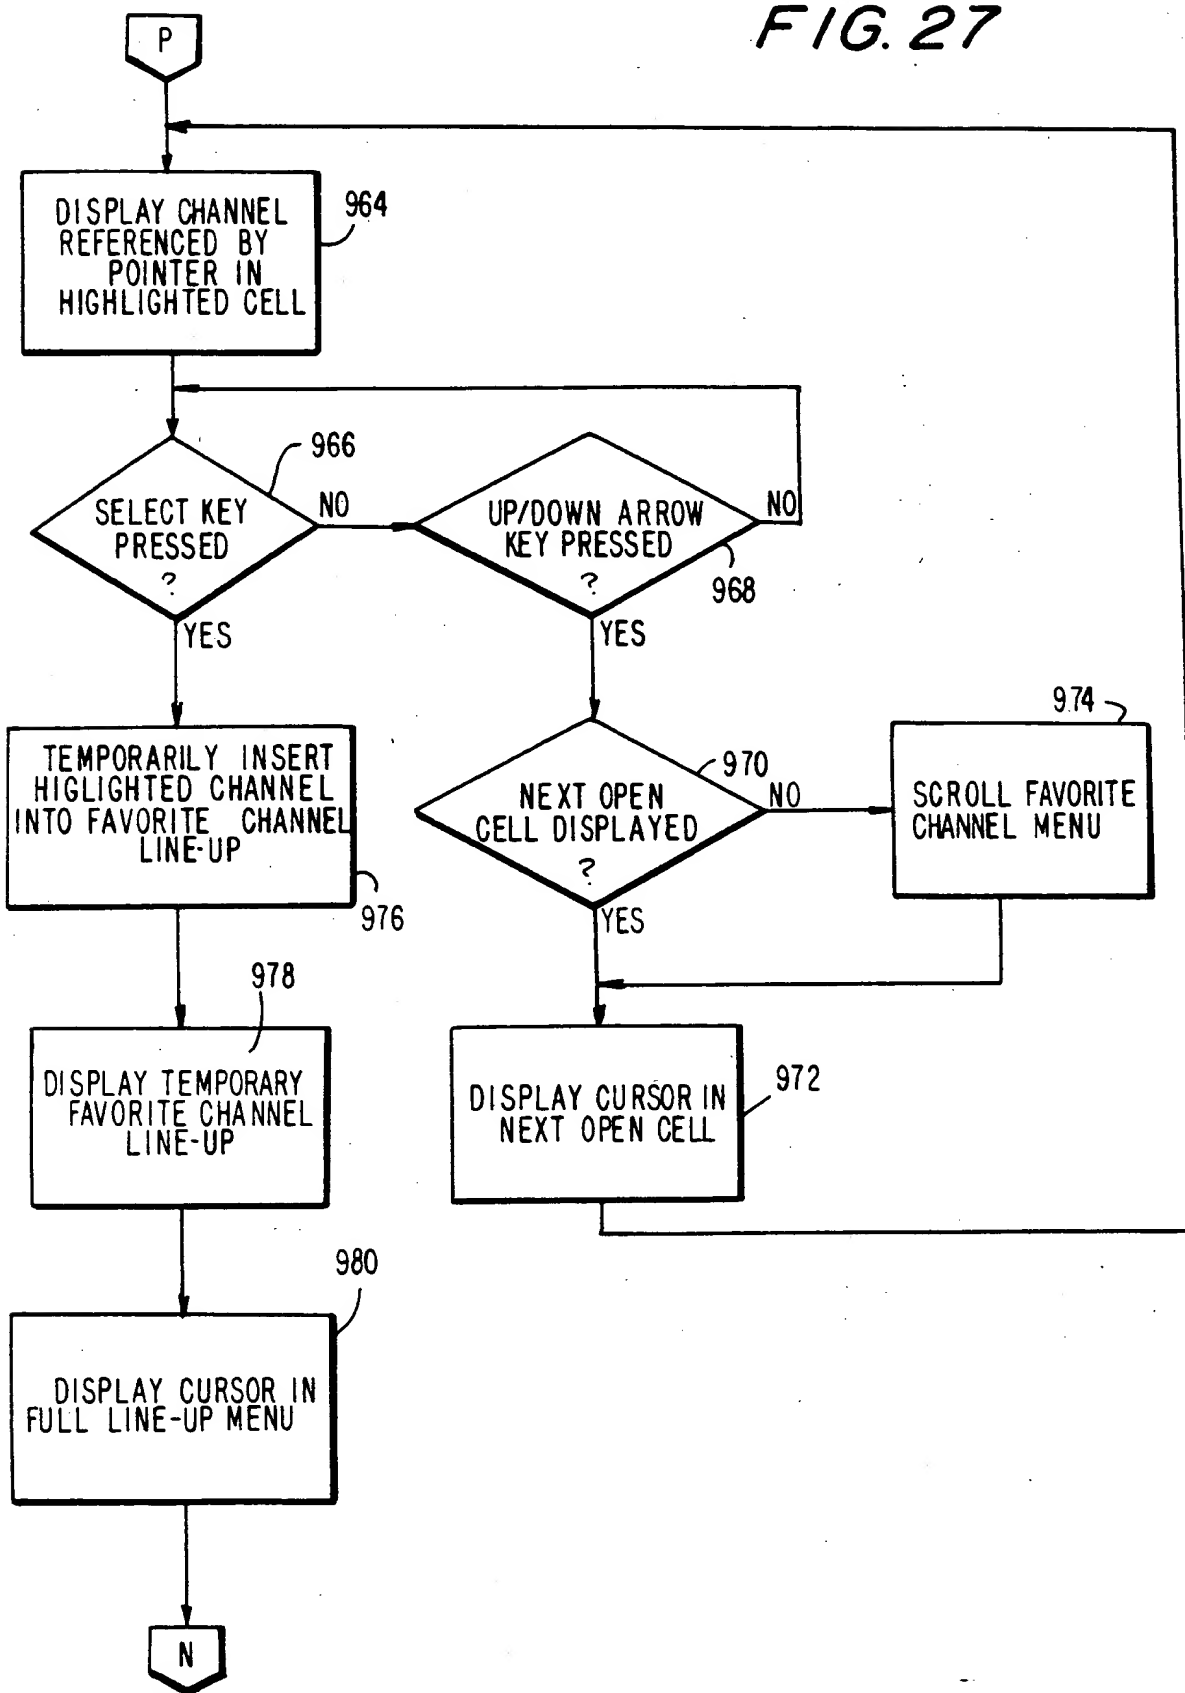 FIG. 27
P
DISPLAY CHANNEL
REFERENCED BY
POINTER IN
HIGHLIGHTED CELL
964
SELECT KEY
PRESSED
?
966
NO
YES
UP/DOWN ARROW
KEY PRESSED
?
968
NO
YES
NEXT OPEN
CELL DISPLAYED
?
970
NO
YES
974
SCROLL FAVORITE
CHANNEL MENU
TEMPORARILY INSERT
HIGLIGHTED CHANNEL
INTO FAVORITE CHANNEL
LINE-UP
976
978
DISPLAY TEMPORARY
FAVORITE CHANNEL
LINE-UP
DISPLAY CURSOR IN
NEXT OPEN CELL
972
980
DISPLAY CURSOR IN
FULL LINE-UP MENU
N